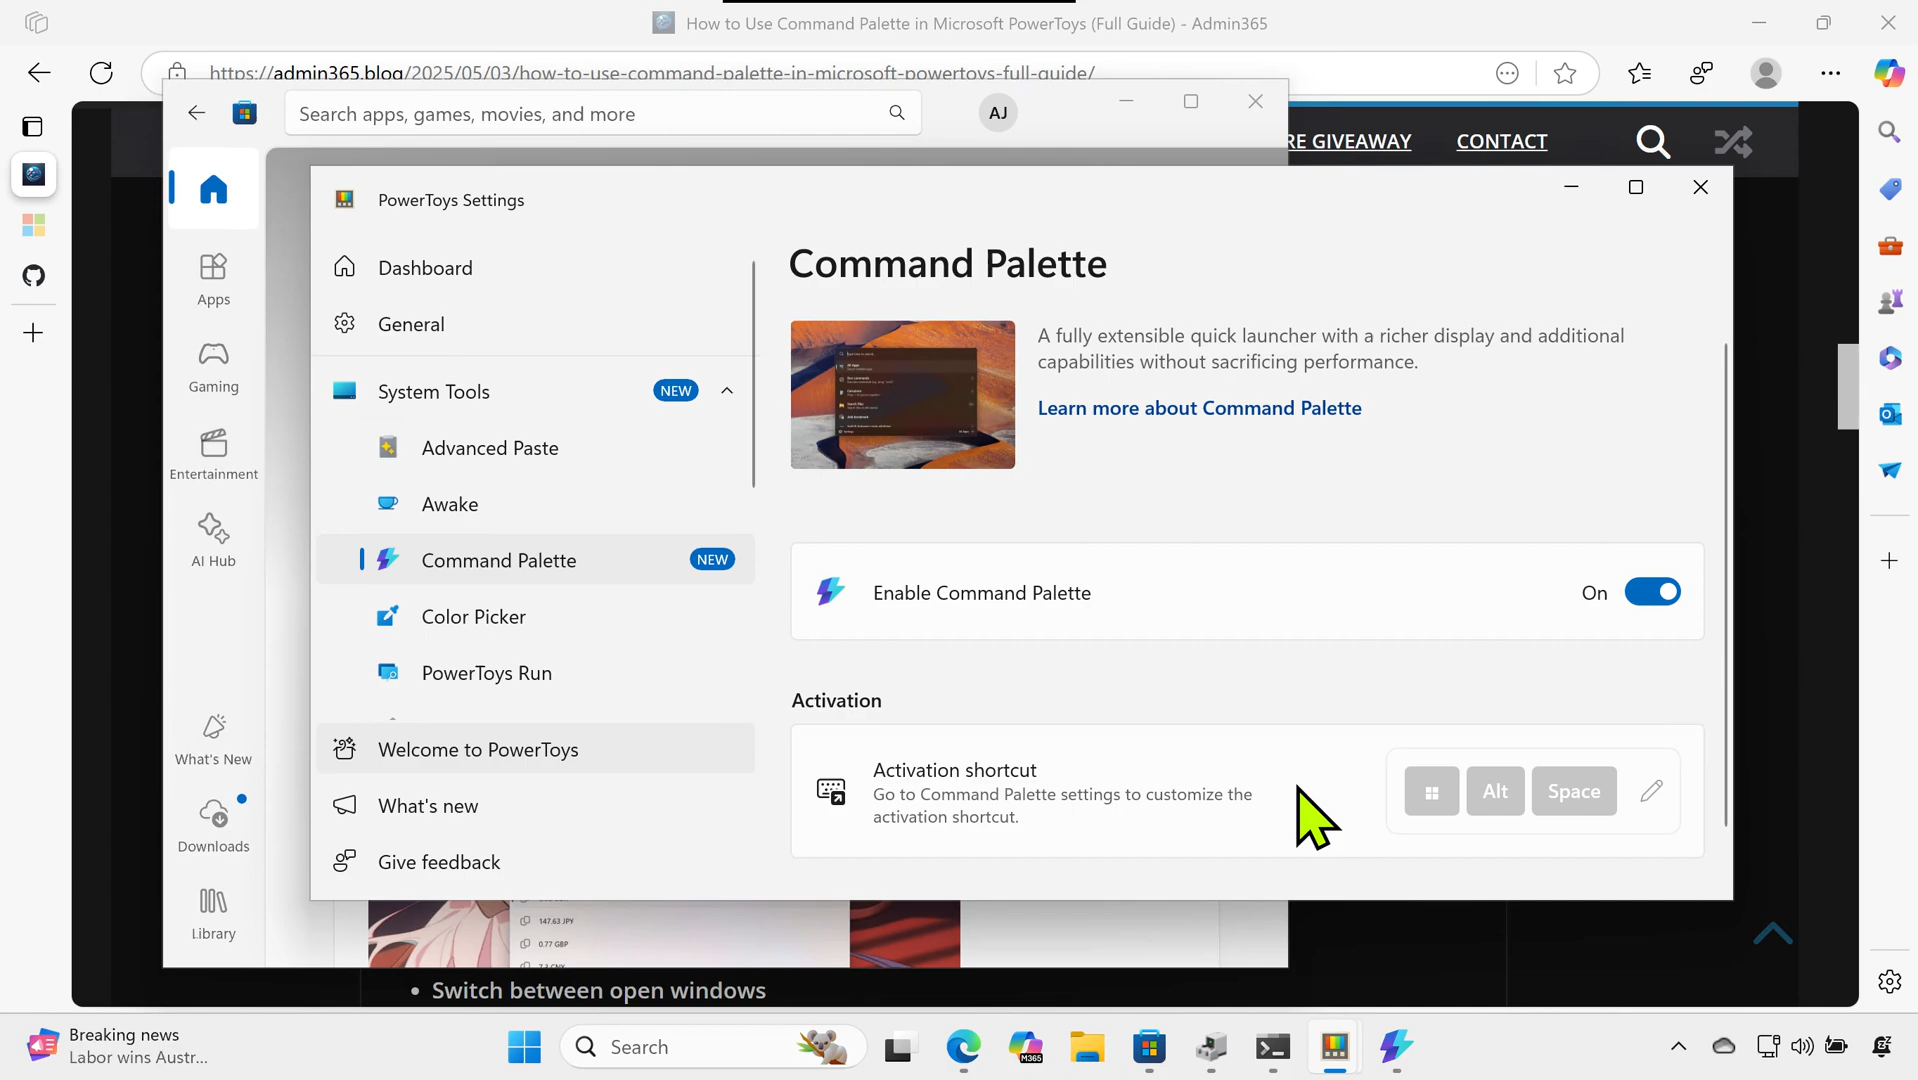 How to Use Command Palette in Microsoft PowerToys (Full Guide) - Admin365
https://admin365.blog/2025/05/03/how-to-use-command-palette-in-microsoft-powertoys-full-guide/
Search apps, games, movies, and more
AJ
RE GIVEAWAY
CONTACT
PowerToys Settings
Apps
Gaming
Entertainment
AI Hub
What's New
Downloads
Library
Dashboard
General
System Tools
NEW
Advanced Paste
Awake
Command Palette
NEW
Color Picker
PowerToys Run
Welcome to PowerToys
What's new
Give feedback
Command Palette
A fully extensible quick launcher with a richer display and additional
capabilities without sacrificing performance.
Learn more about Command Palette
Enable Command Palette
On
Activation
Activation shortcut
Go to Command Palette settings to customize the
activation shortcut.
Alt
Space
147.63 JPY
0.77 GBP
• Switch between open windows
Breaking news
Labor wins Austr...
Search
M365